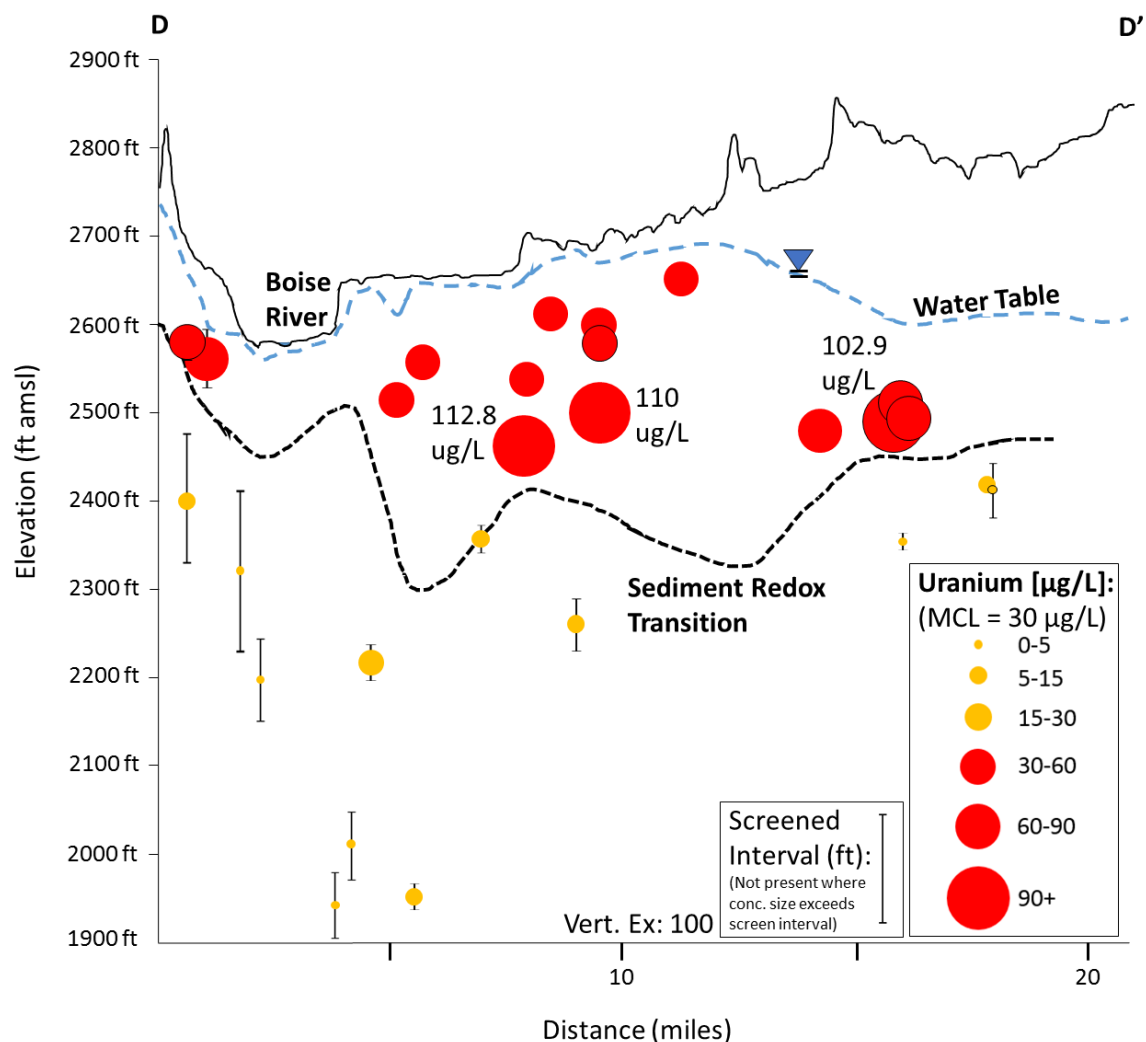 D
D’
2900 ft
2800 ft
2700 ft
2600 ft
2500 ft
2400 ft
2300 ft
2200 ft
2100 ft
2000 ft
1900 ft
Elevation (ft amsl)
Boise
River
Water Table
102.9
ug/L
112.8
ug/L
110
ug/L
Sediment Redox
Transition
Uranium [µg/L]:
(MCL = 30 µg/L)
0-5
5-15
15-30
30-60
60-90
90+
Screened
Interval (ft):
(Not present where
conc. size exceeds
screen interval)
Vert. Ex: 100
10
20
Distance (miles)